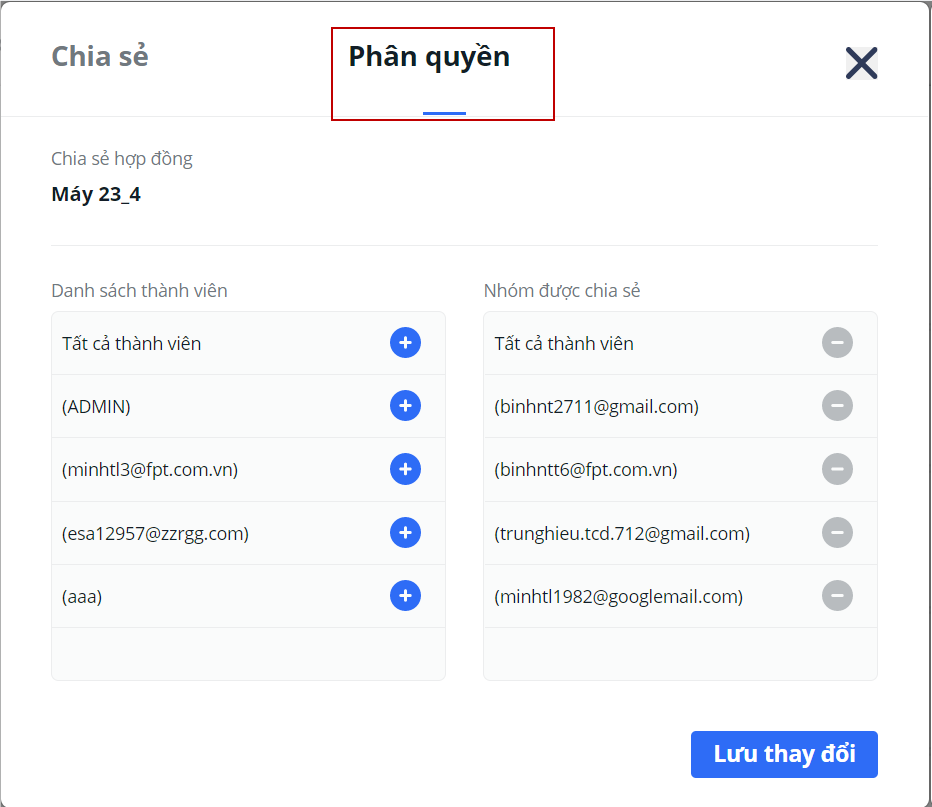 Chia sẻ
Phân quyền
Chia sẻ hợp đồng
Máy 23_4
Danh sách thành viên
Tất cả thành viên
(ADMIN)
(minhtl3@fpt.com.vn)
(esa12957@zzrgg.com)
(aaa)
Nhóm được chia sẻ
Tất cả thành viên
(binhnt2711@gmail.com)
(binhntt6@fpt.com.vn)
(trunghieu.tcd.712@gmail.com)
(minhtl1982@googlemail.com)
Lưu thay đổi